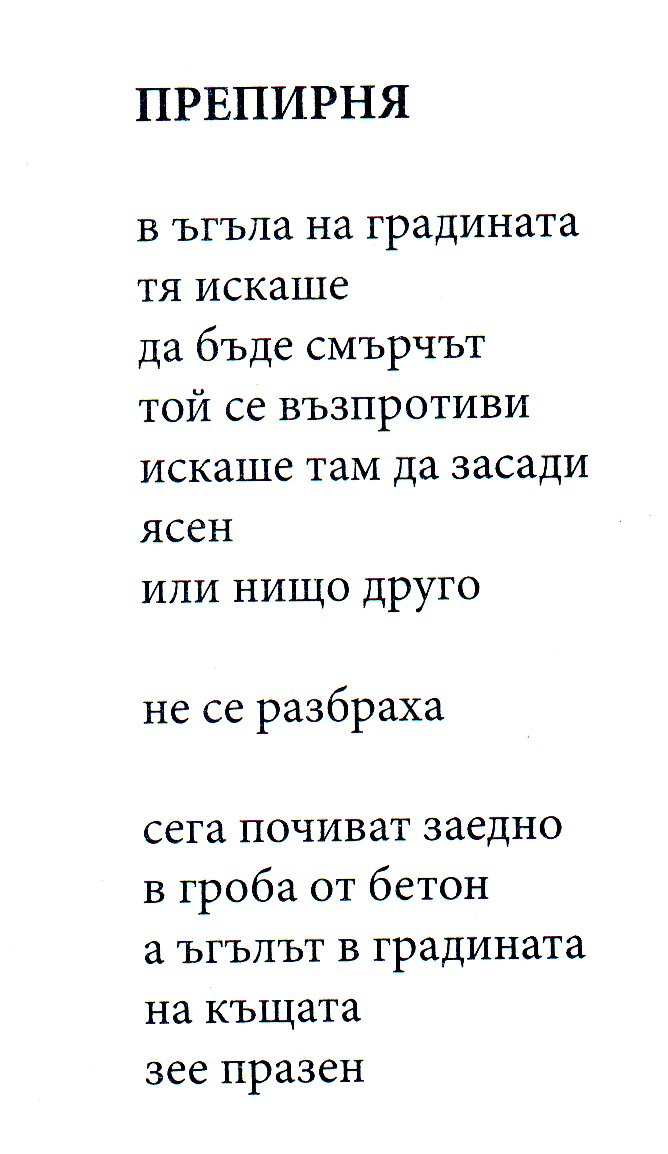 ПРЕПИРНЯ
в ъгъла на градината
тя искаше
да бъде смърчът
той се възпротиви
искаше там да засади
ясен
или нищо друго
не се разбраха
сега почиват заедно
в гроба от бетон
а ъгълът в градината
на къщата
зее празен